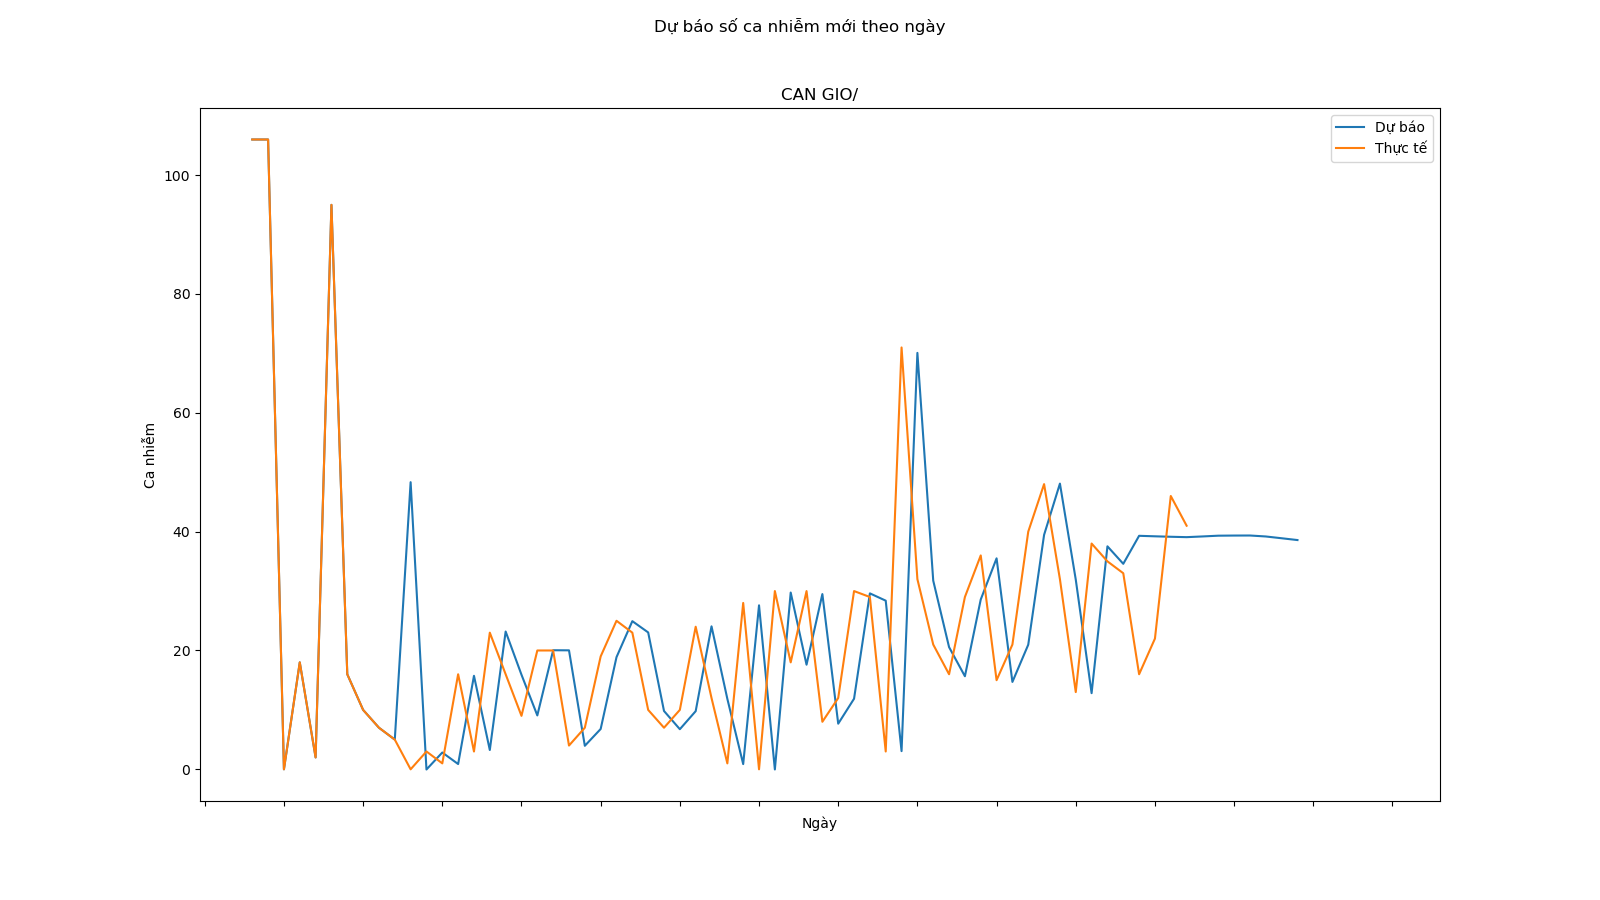 Dự báo số ca nhiễm mới theo ngày
CAN GIO/
Dự báo
Thực tế
100
80
60
40
20
0
Ca nhiễm
Ngày